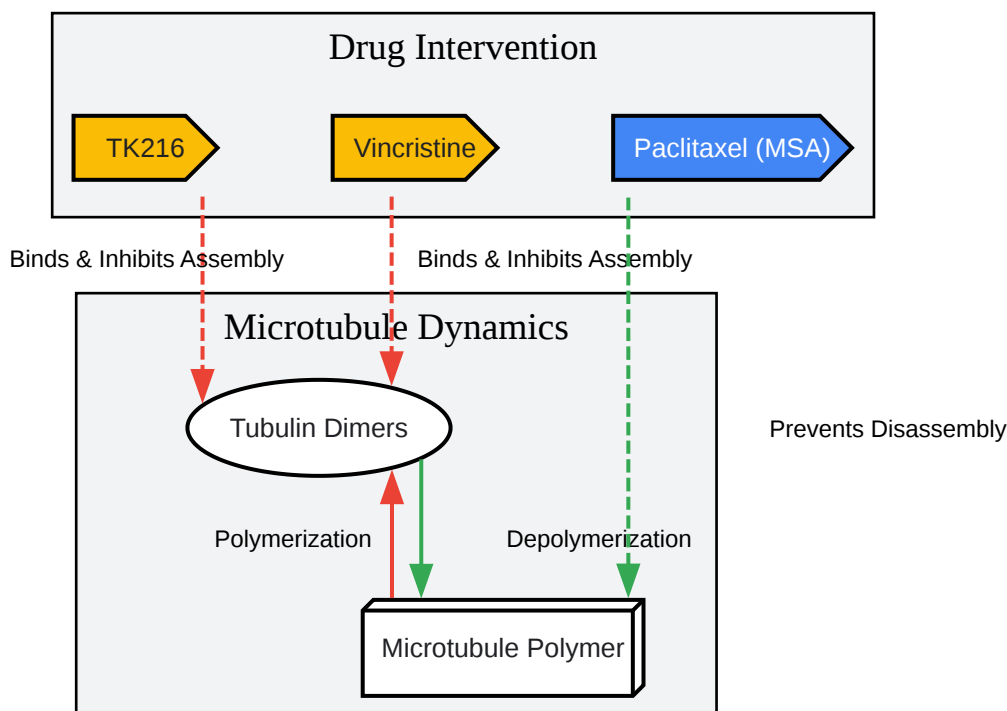 Drug Intervention
TK216
Vincristine
Paclitaxel (MSA)
Binds & Inhibits Assembly
Binds & Inhibits Assembly
Microtubule Dynamics
Tubulin Dimers
Prevents Disassembly
Polymerization
Depolymerization
Microtubule Polymer